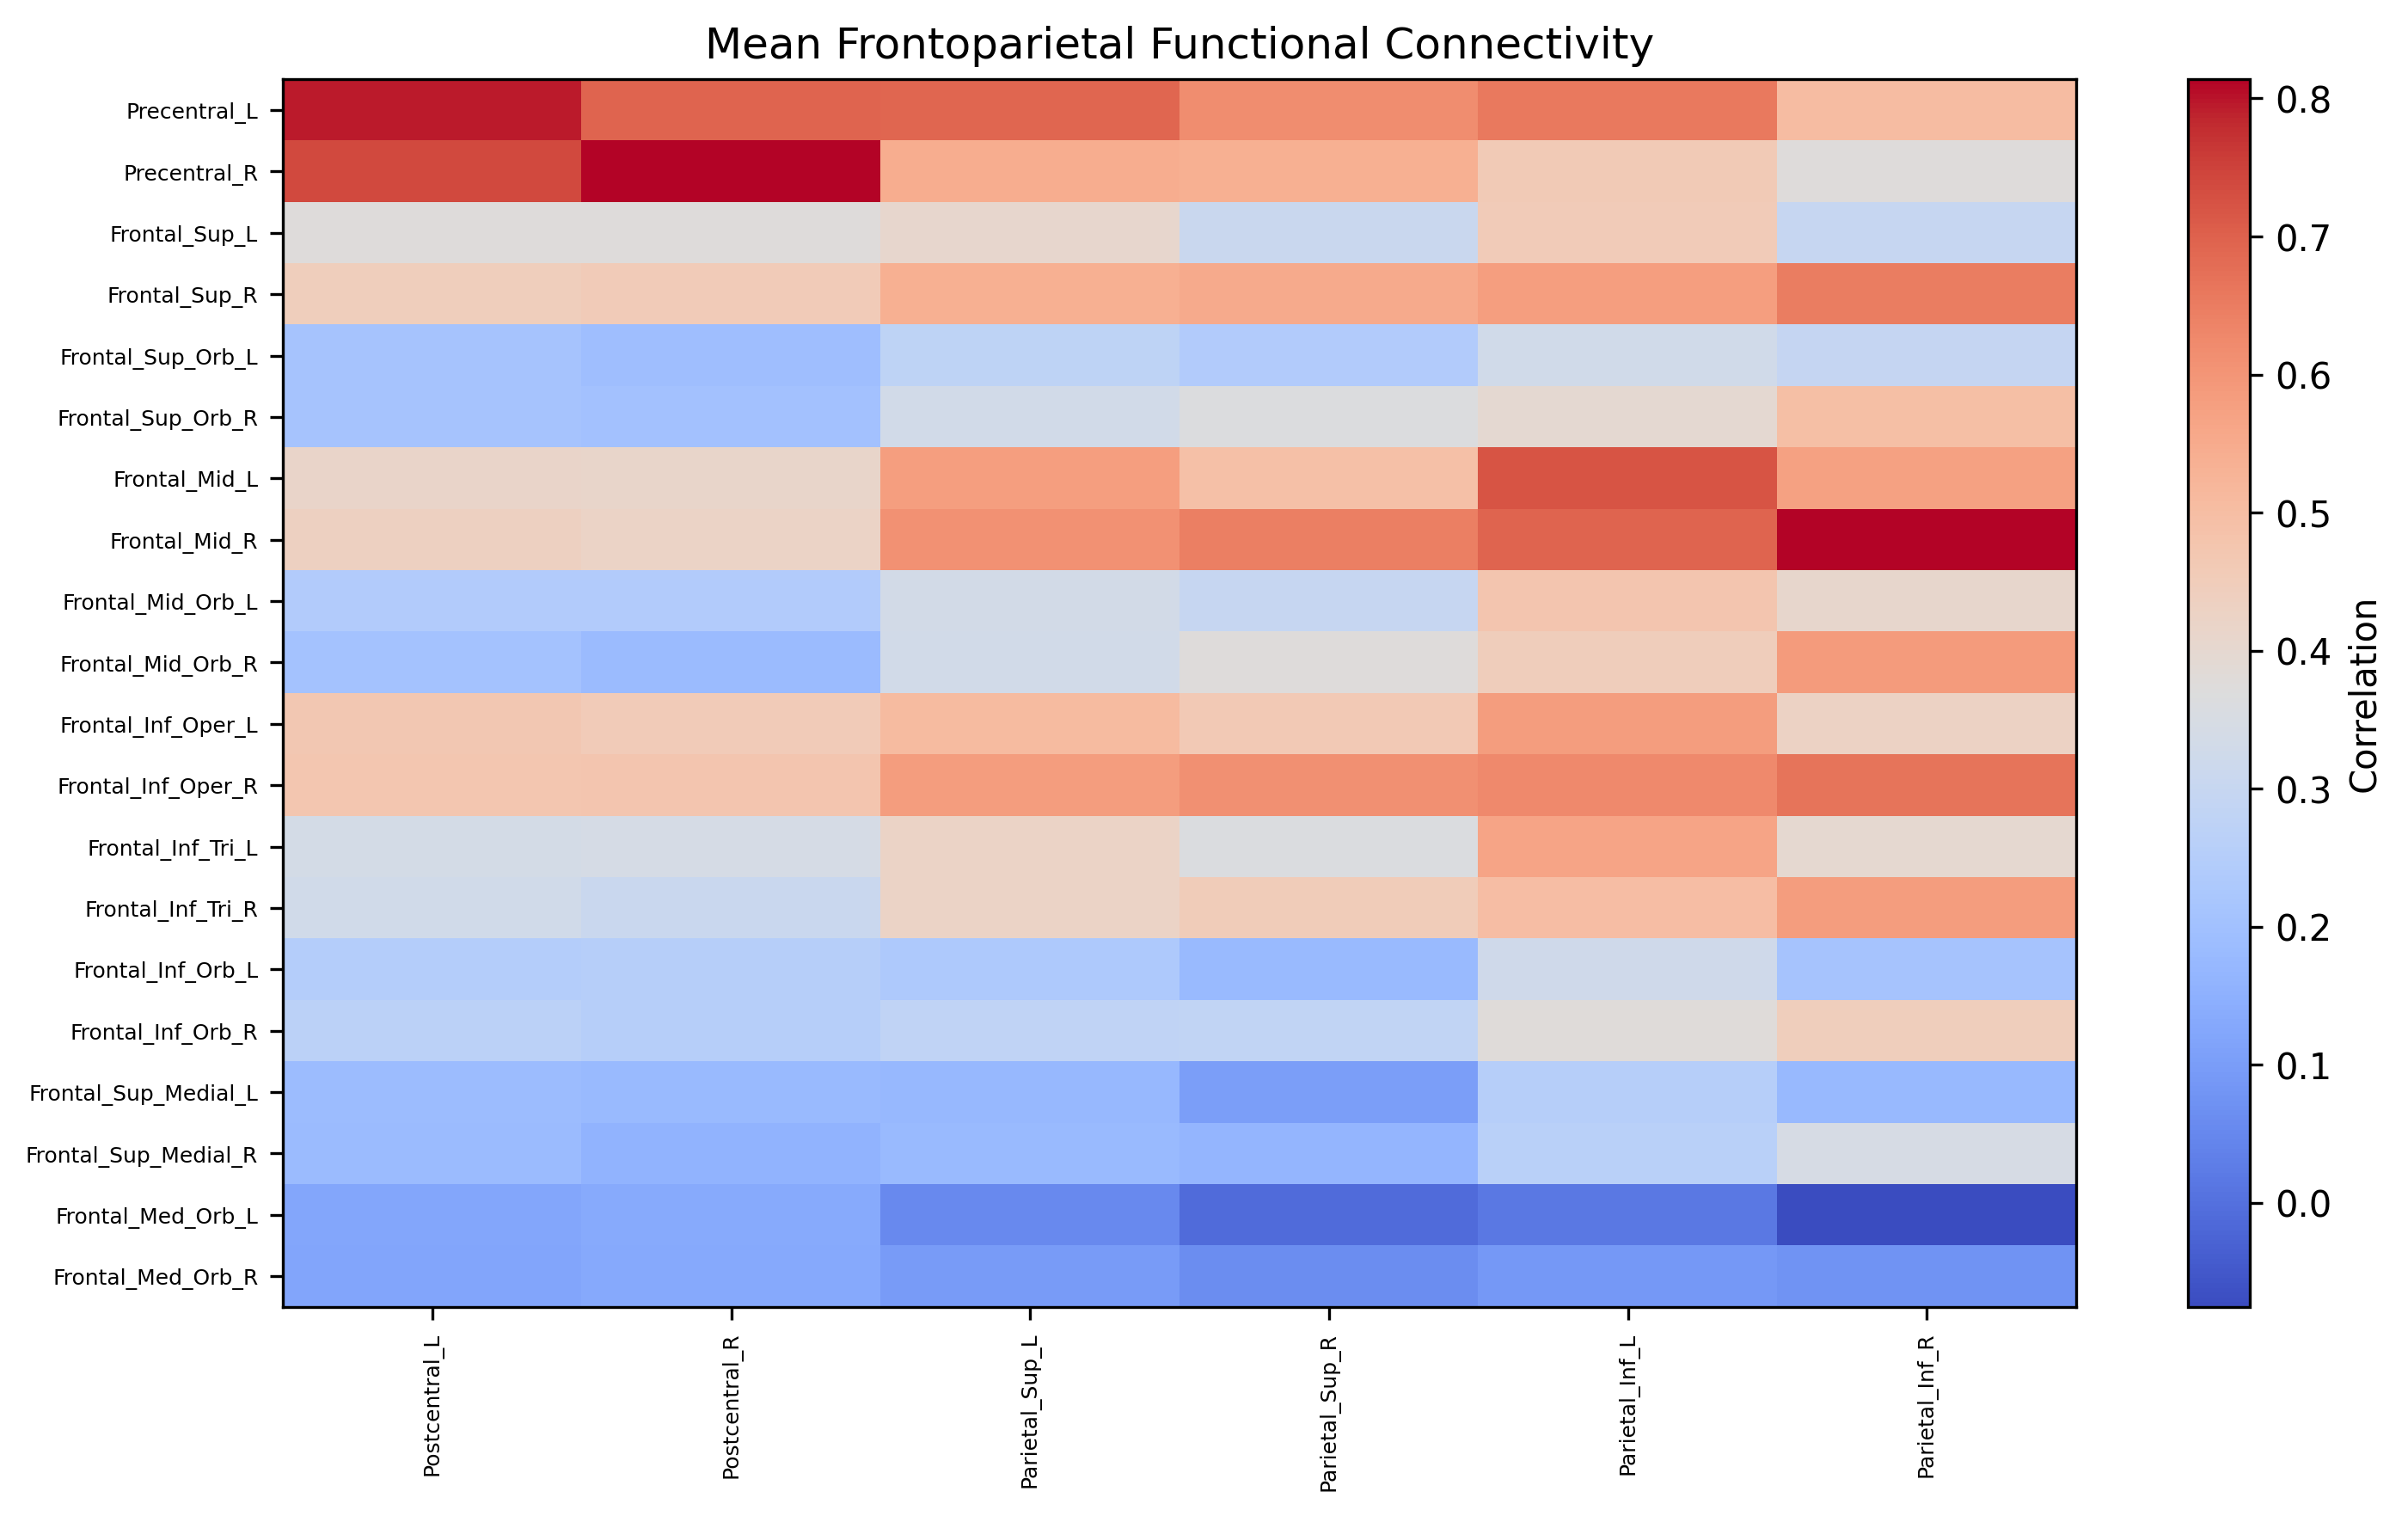 Mean Frontoparietal Functional Connectivity
Precentral_L
Precentral_R
Frontal_Sup_L
Frontal_Sup_R
Frontal_Sup_Orb_L
Frontal_Sup_Orb_R
Frontal_Mid_L
Frontal_Mid_R
Frontal_Mid_Orb_L
Frontal_Mid_Orb_R
Frontal_Inf_Oper_L
Frontal_Inf_Oper_R
Frontal_Inf_Tri_L
Frontal_Inf_Tri_R
Frontal_Inf_Orb_L
Frontal_Inf_Orb_R
Frontal_Sup_Medial_L
Frontal_Sup_Medial_R
Frontal_Med_Orb_L
Frontal_Med_Orb_R
Postcentral_L
Postcentral_R
Parietal_Sup_L
Parietal_Sup_R
Parietal_Inf_L
Parietal_Inf_R
0.8
0.7
0.6
0.5
0.4
0.3
0.2
0.1
0.0
Correlation